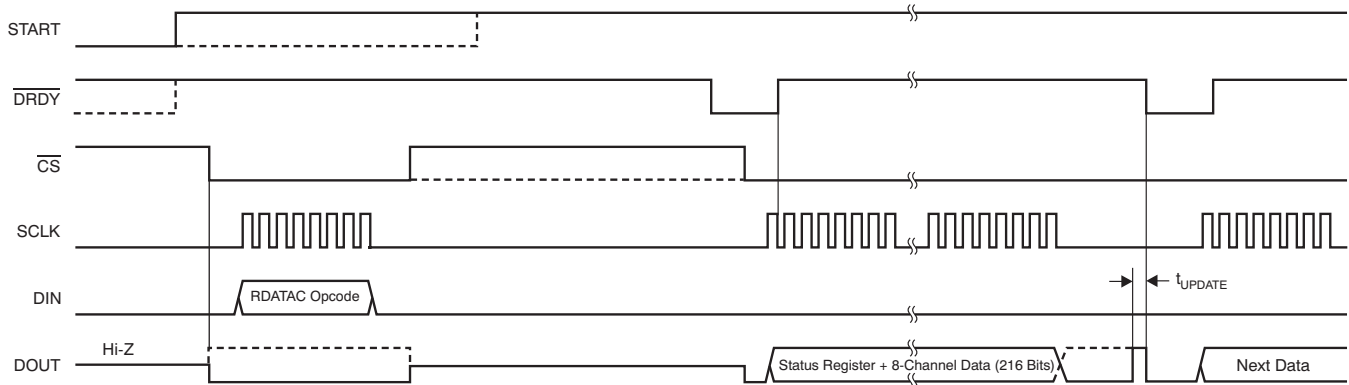 START
DRDY
CS
SCLK
DIN
RDATAC Opcode
tUPDATE
DOUT
Hi-Z
Status Register + 8-Channel Data (216 Bits)
Next Data